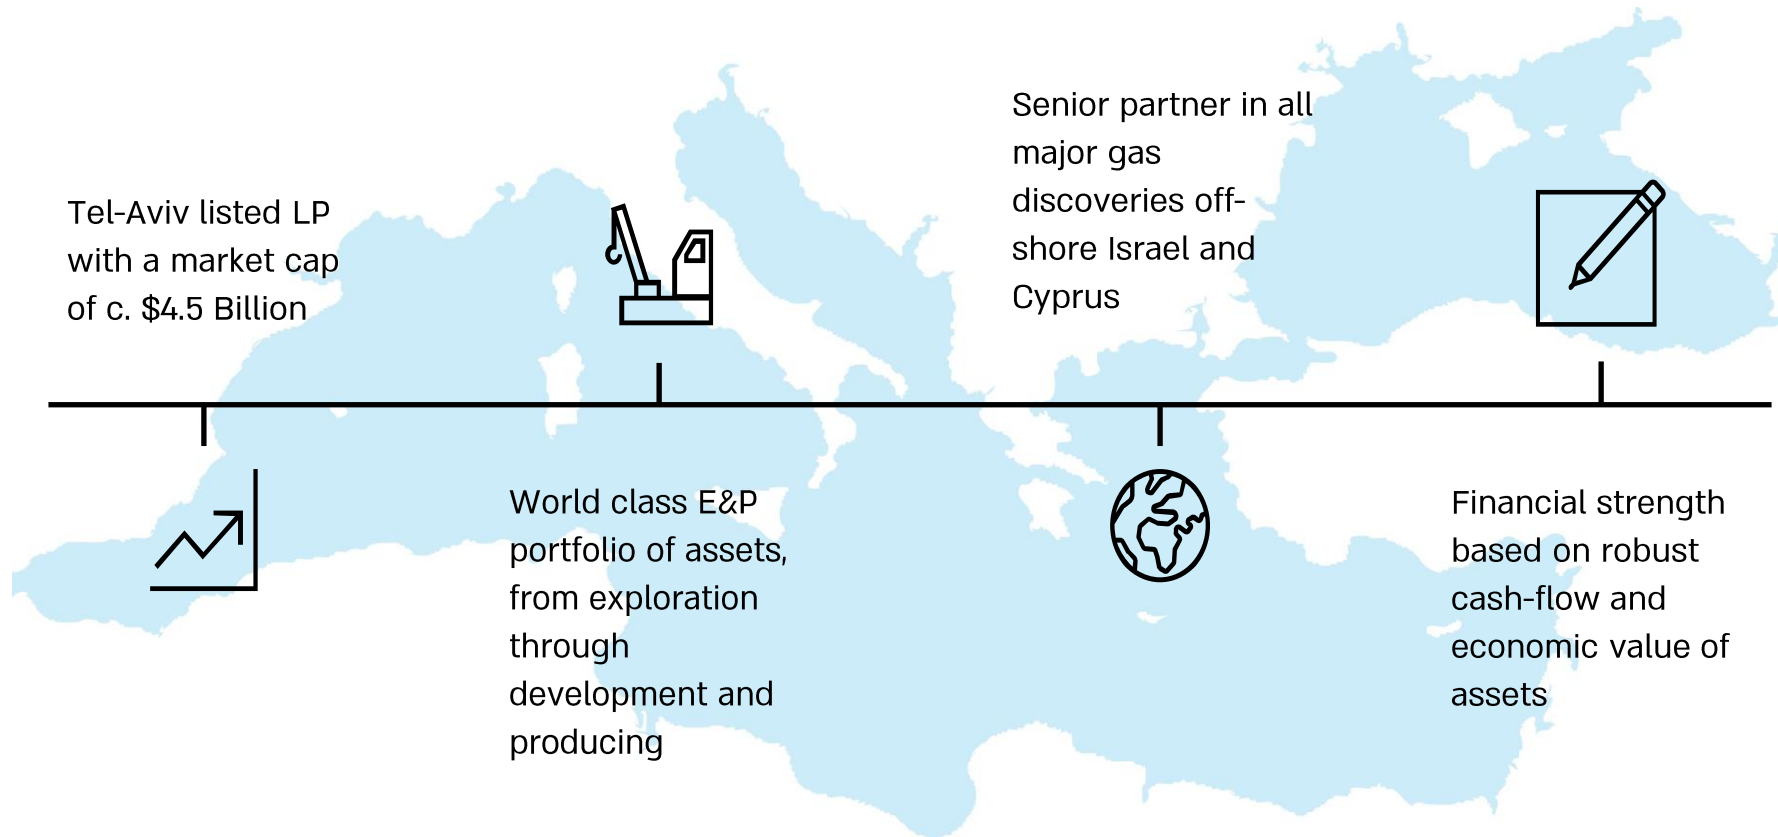 Tel-Aviv listed LP
with a market cap
of c. $4.5 Billion
World class E&P
portfolio of assets,
from exploration
through
development and
producing
Senior partner in all
major gas
discoveries off-
shore Israel and
Cyprus
Financial strength
based on robust
cash-flow and
economic value of
assets